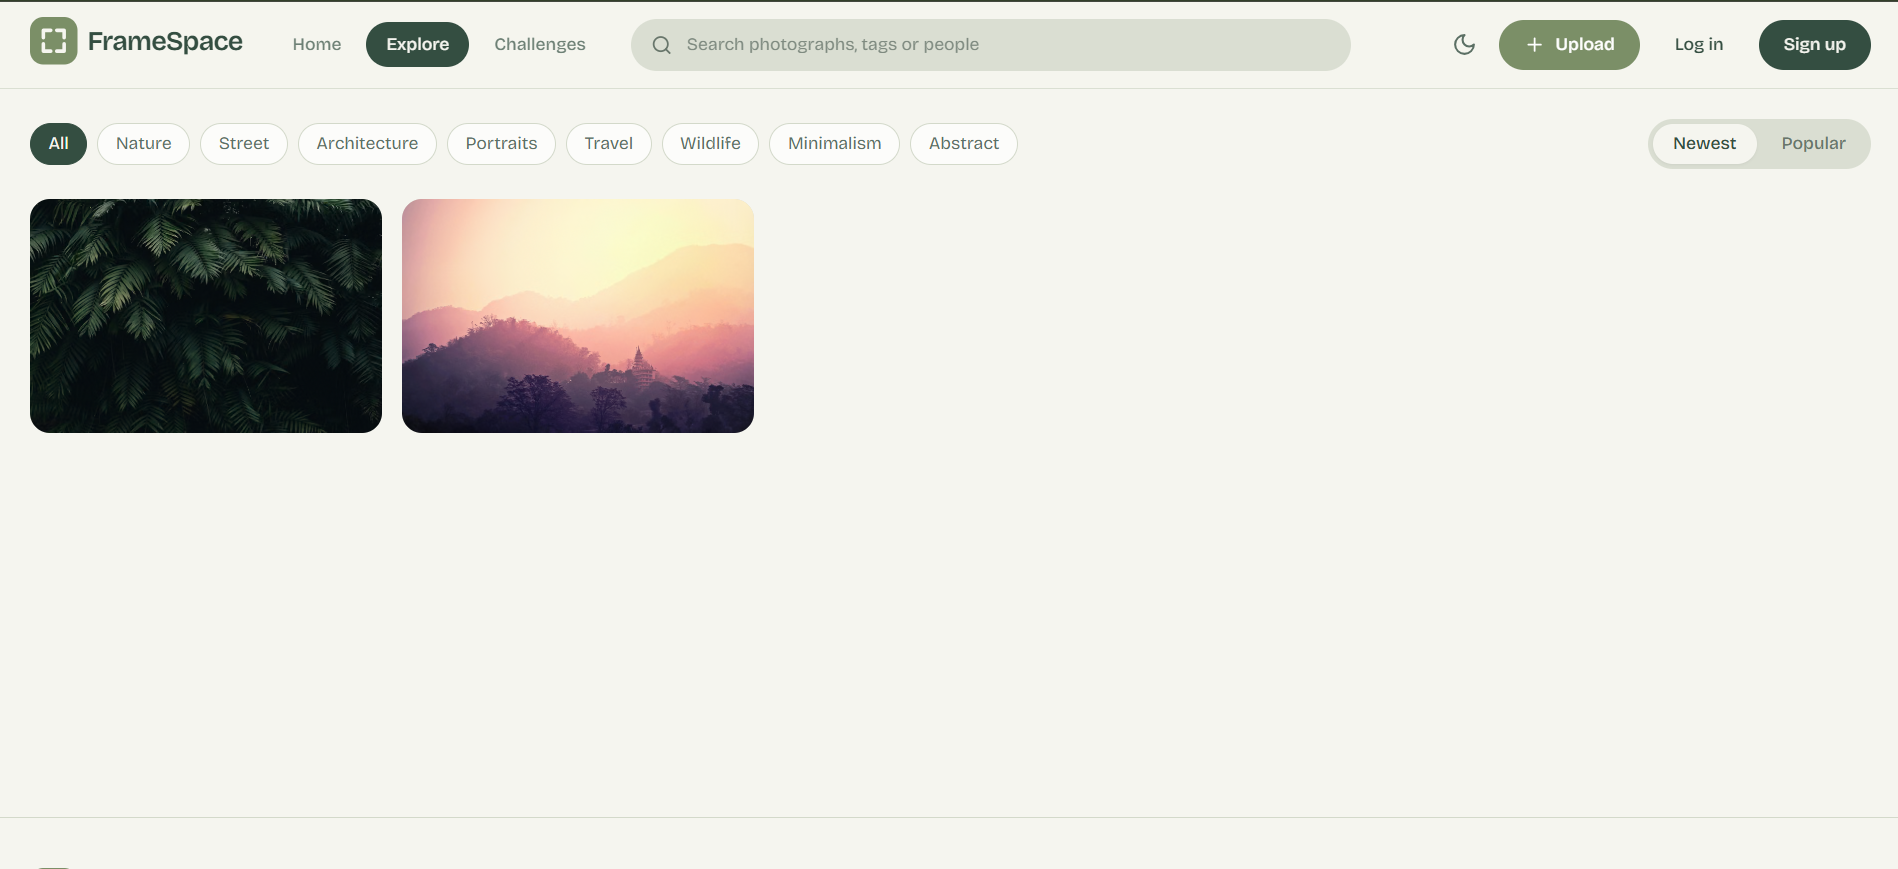 FrameSpace
Home
Explore
Challenges
Search photographs, tags or people
Upload
Log in
Sign up
All
Nature
Street
Architecture
Portraits
Travel
Wildlife
Minimalism
Abstract
Newest
Popular